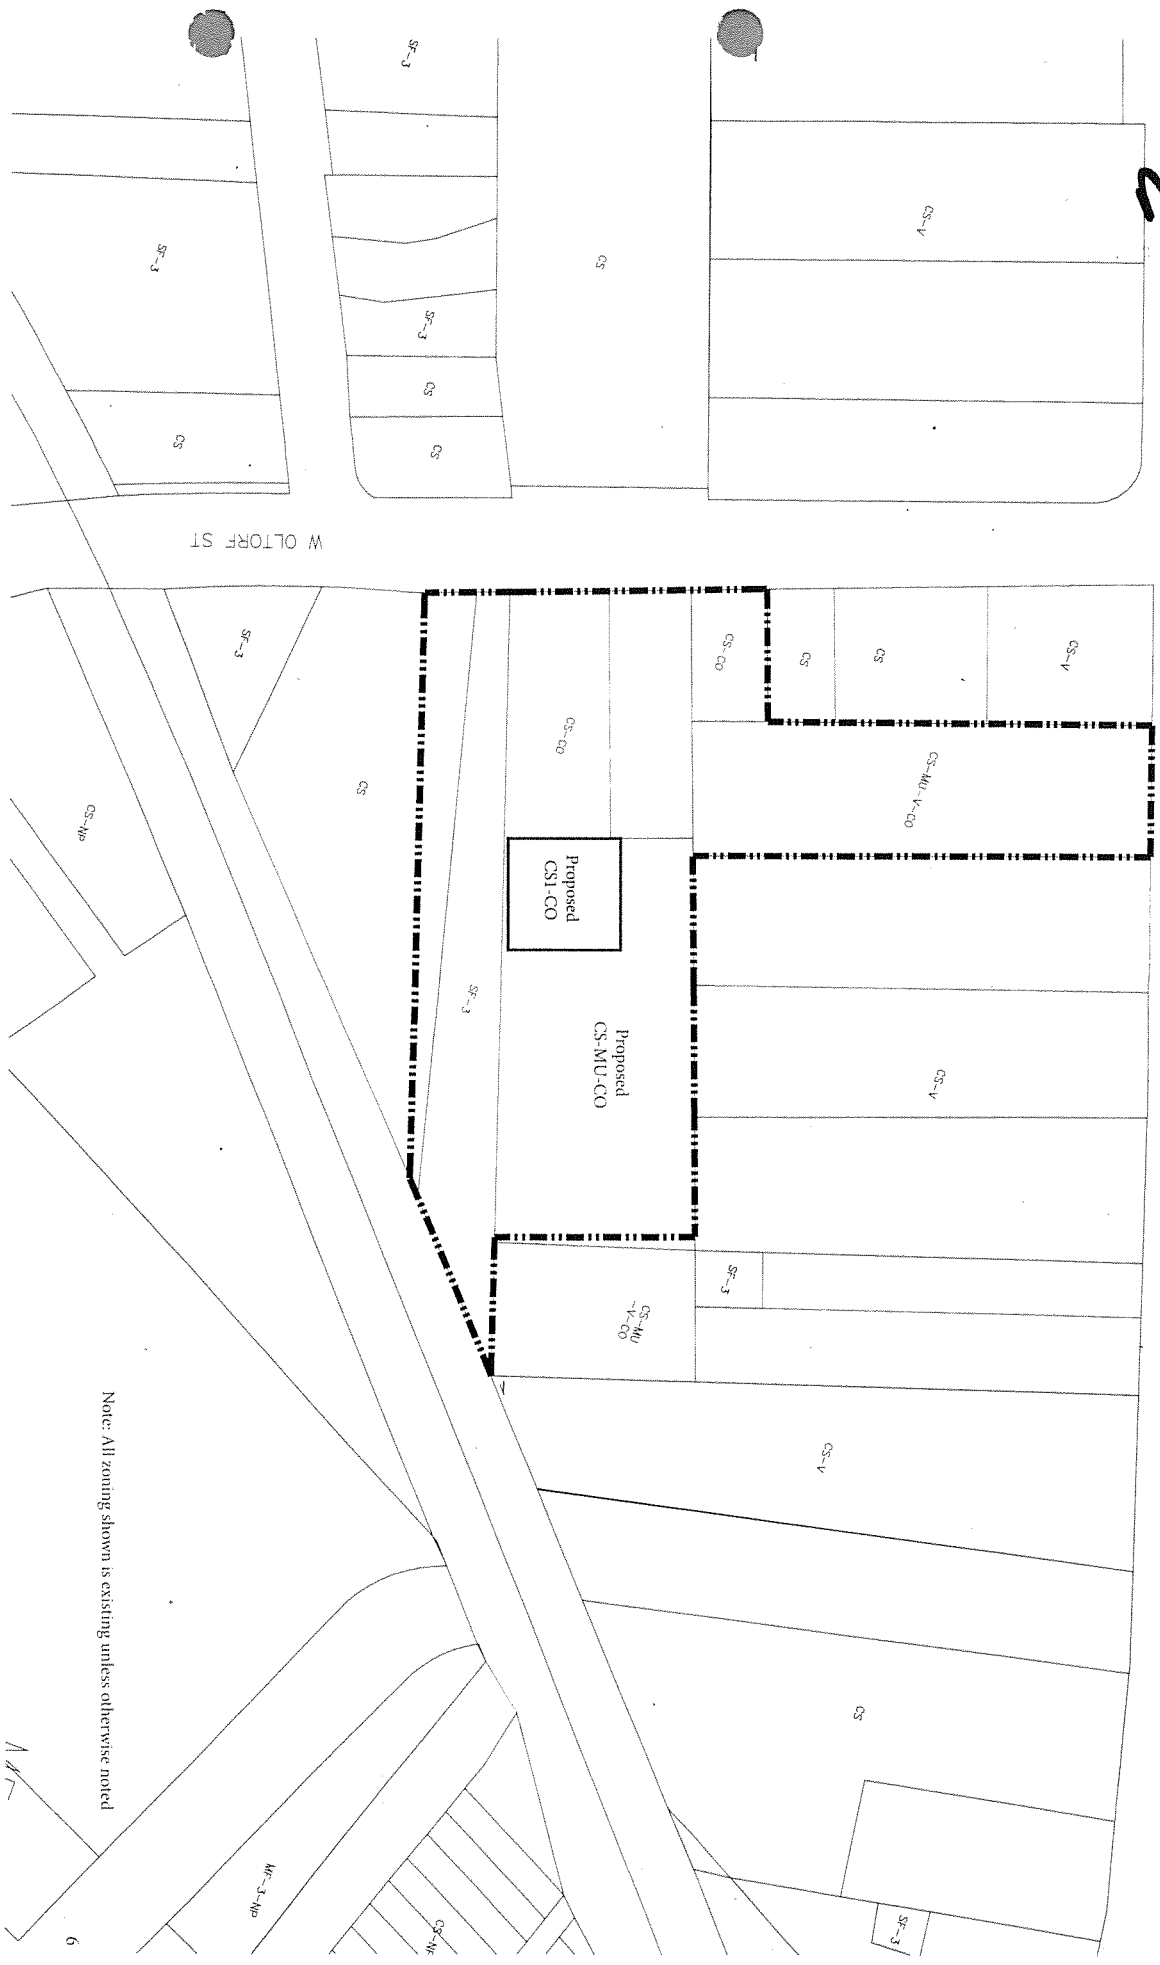 SF-3
SF-3
CS
CS-V
SF-3
CS
CS
CS
W OLTORF ST
SF-3
CS
CS-CO
CS-CO
CS
CS
CS-V
CS-NP
CS-MU-V-CO
Proposed
CS1-CO
SF-3
Proposed
CS-MU-CO
CS-V
SF-3
CS-MU
-V-CO
CS-V
CS
SF-3
MF-3-NP
Note: All zoning shown is existing unless otherwise noted
6